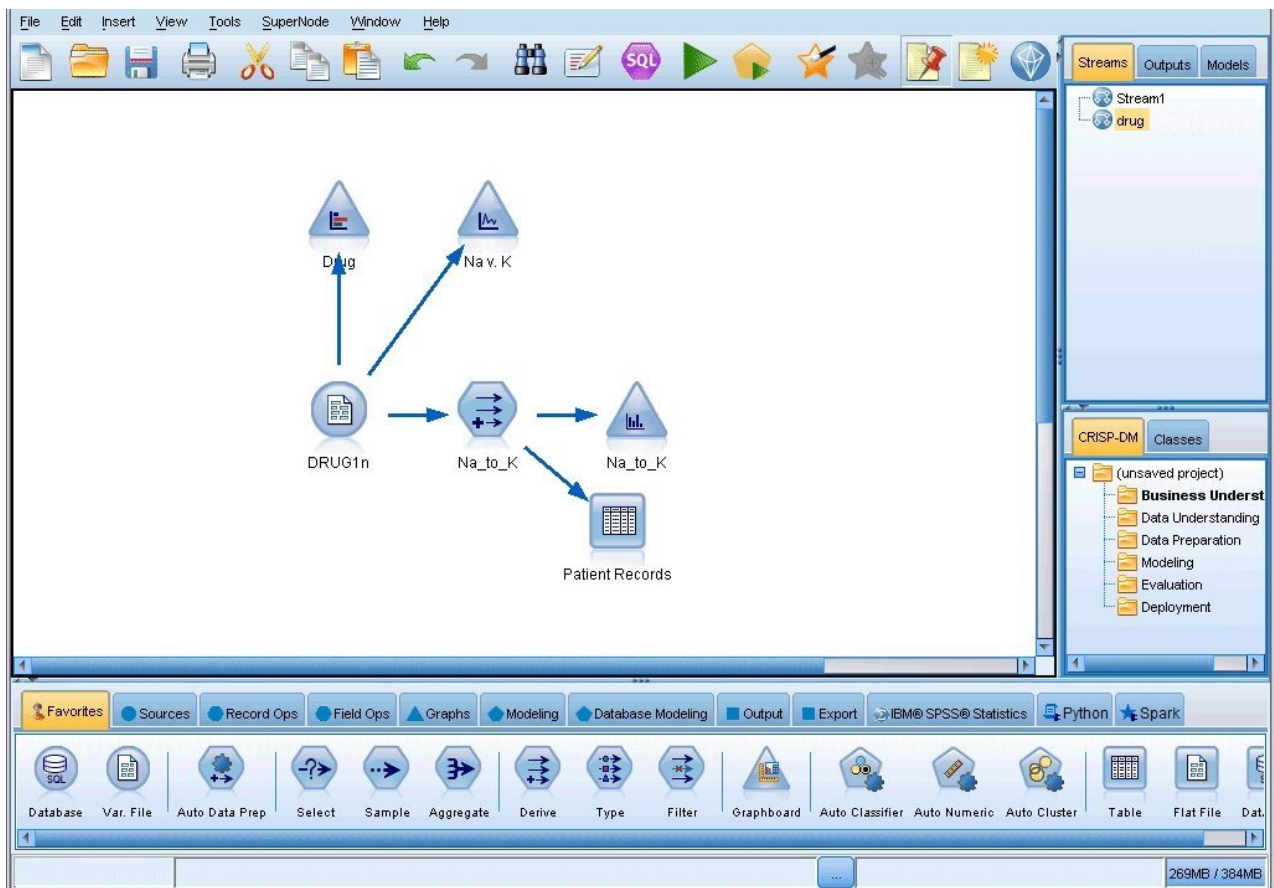 File Edit Insert View Tools SuperNode Window Help
SQL
Streams Outputs Models
Stream1
drug
Drug
Na v. K
DRUG1n
Na_to_K
Na_to_K
Patient Records
CRISP-DM Classes
(unsaved project)
Business Underst
Data Understanding
Data Preparation
Modeling
Evaluation
Deployment
Favorites Sources Record Ops Field Ops Graphs Modeling Database Modeling Output Export IBM® SPSS® Statistics Python Spark
SQL
Database Var. File Auto Data Prep Select Sample Aggregate Derive Type Filter Graphboard Auto Classifier Auto Numeric Auto Cluster Table Flat File Dat.
...
269MB / 384MB